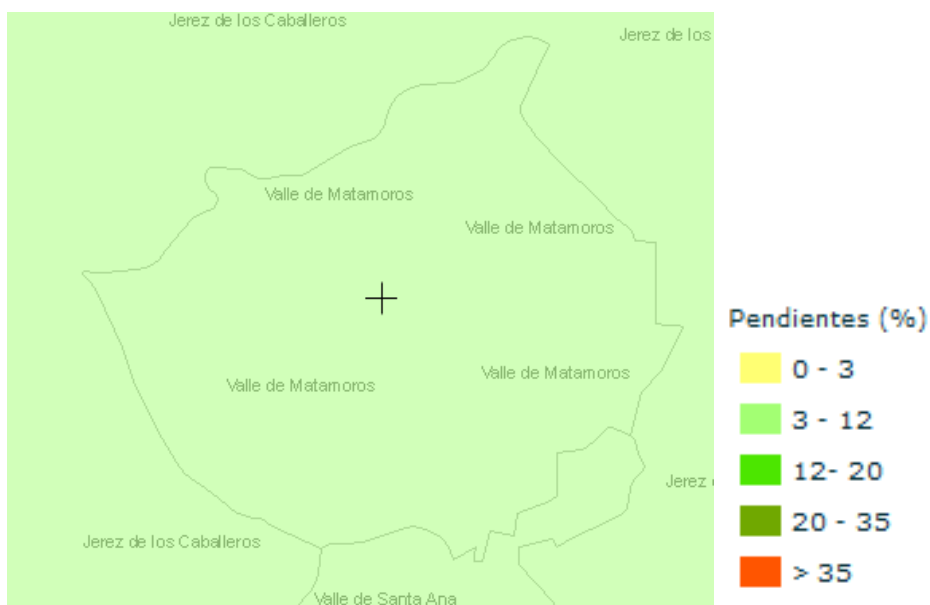 Jerez de los Caballeros
Jerez de los
Valle de Matamoros
Valle de Matamoros
Valle de Matamoros
Valle de Matamoros
Jerez
Jerez de los Caballeros
Valle de Santa Ana
Pendientes (%)
0 - 3
3 - 12
12- 20
20 - 35
> 35